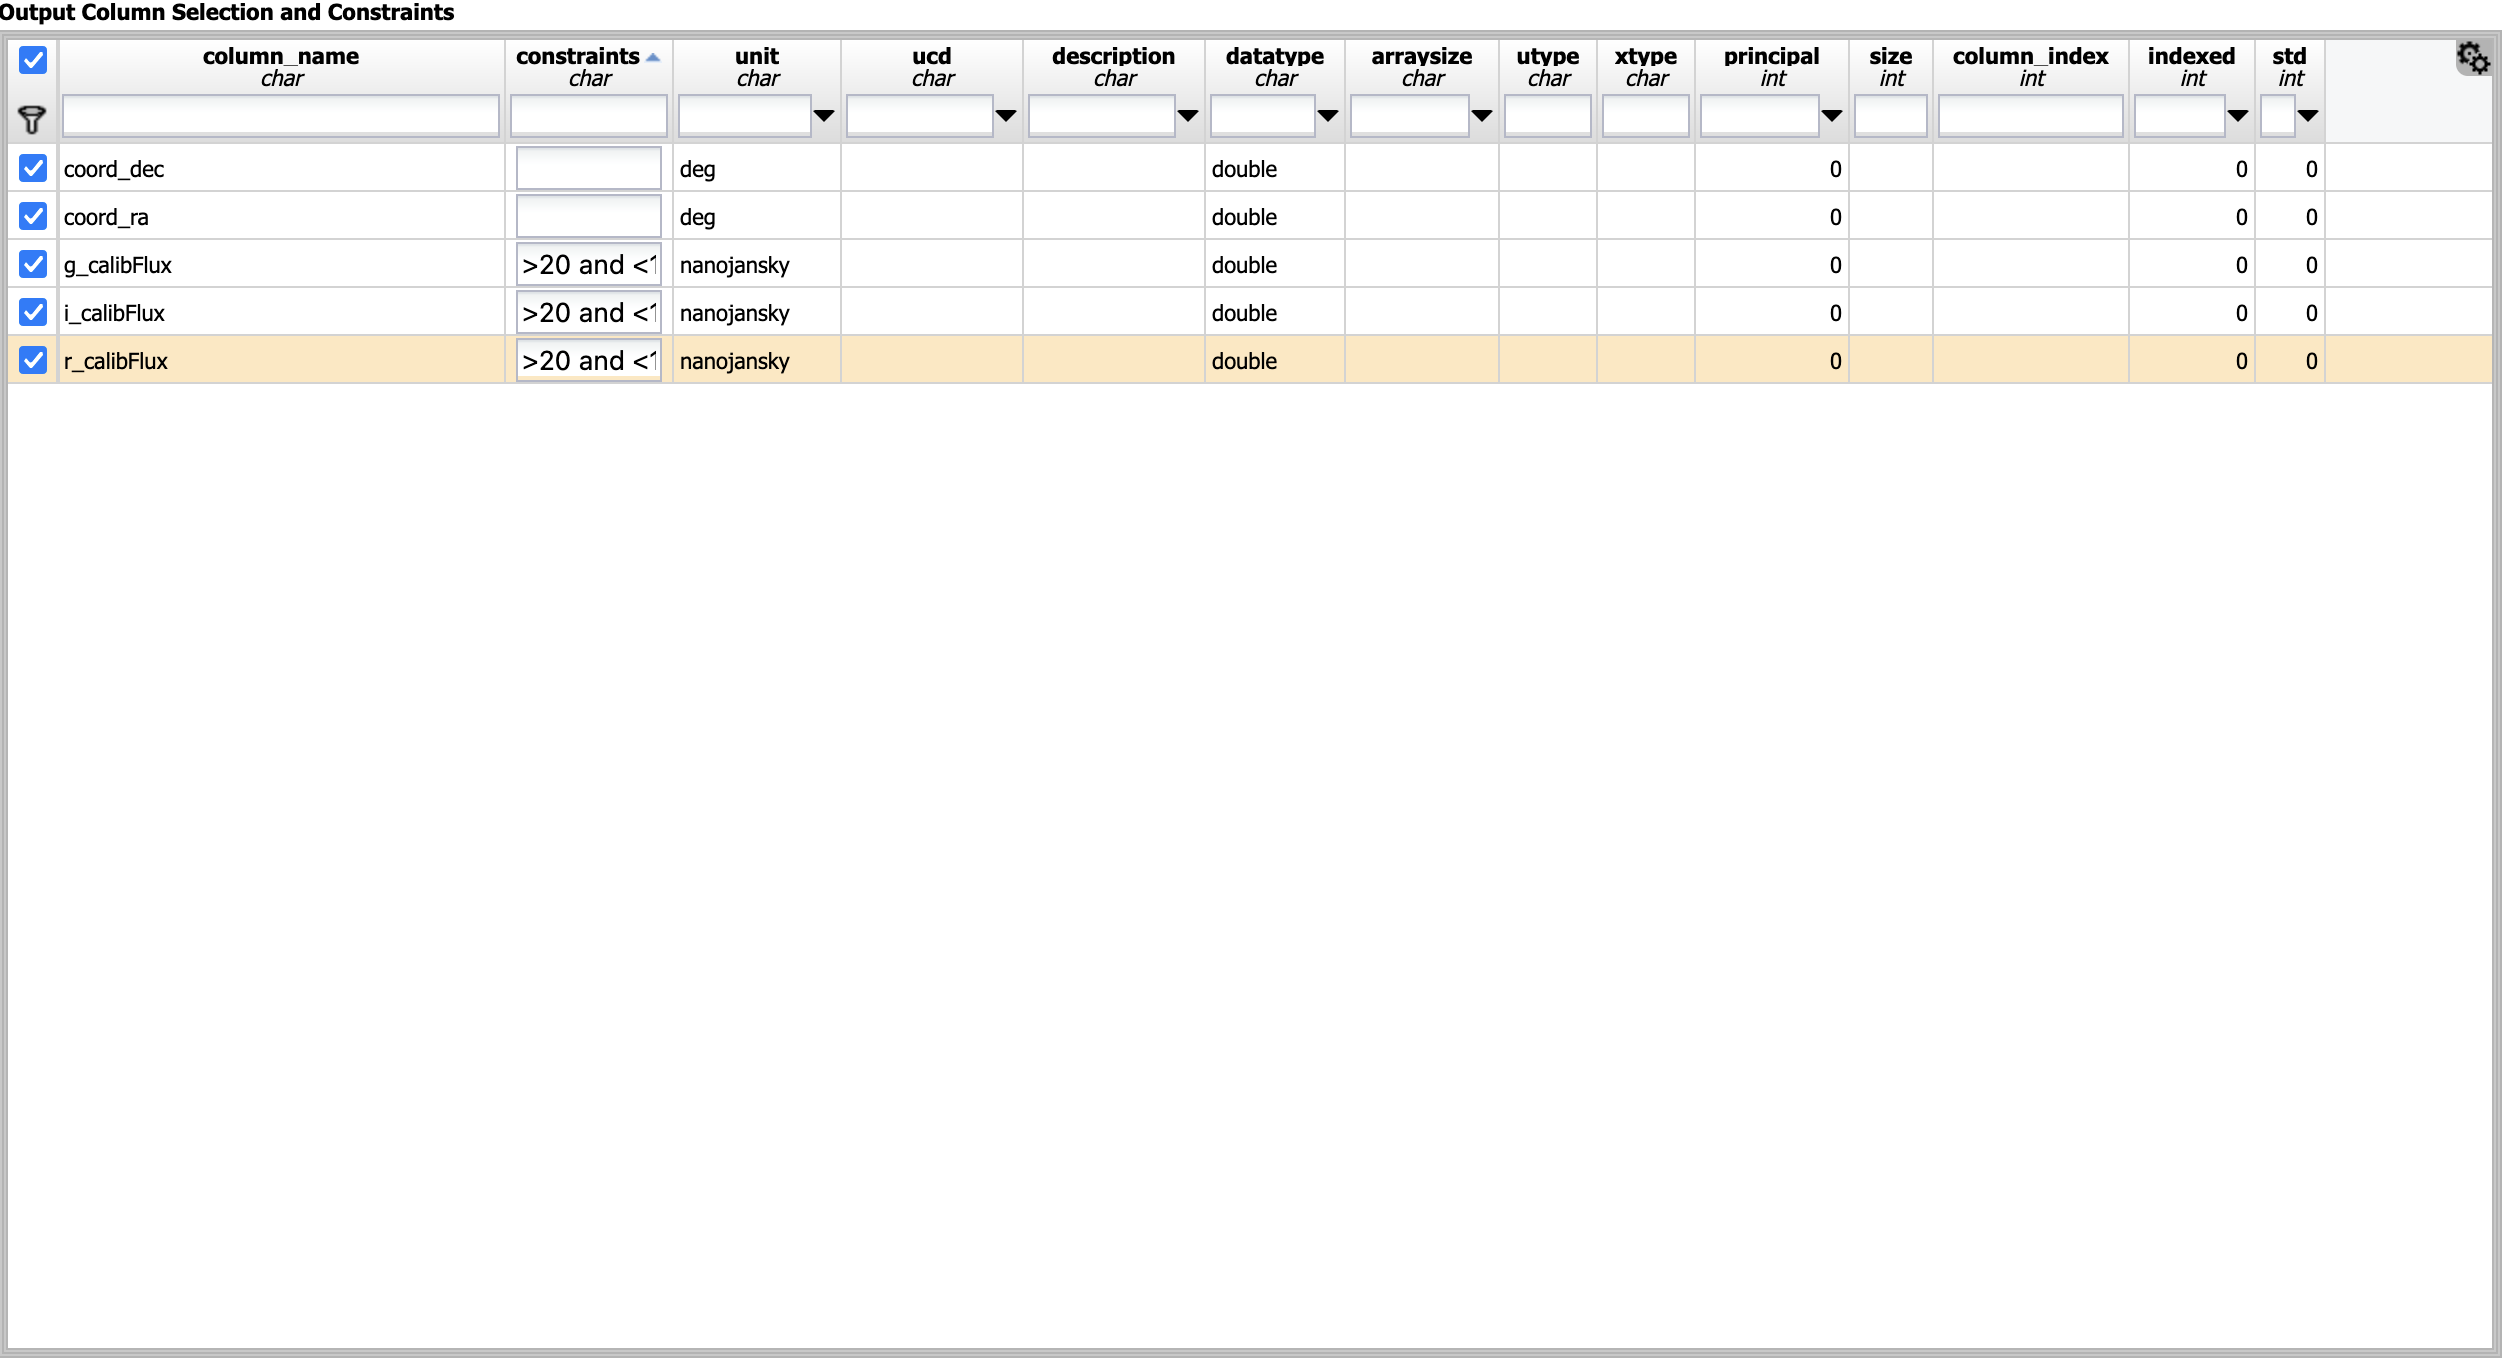 Output Column Selection and Constraints
column_name constraints unit ucd description datatype arraysize utype xtype principal size column_index indexed std
char char char char char char char char char int int int int int
coord_dec deg double 0 0 0
coord_ra deg double 0 0 0
g_calibFlux >20 and <1 nanojansky double 0 0 0
i_calibFlux >20 and <1 nanojansky double 0 0 0
r_calibFlux >20 and <1 nanojansky double 0 0 0